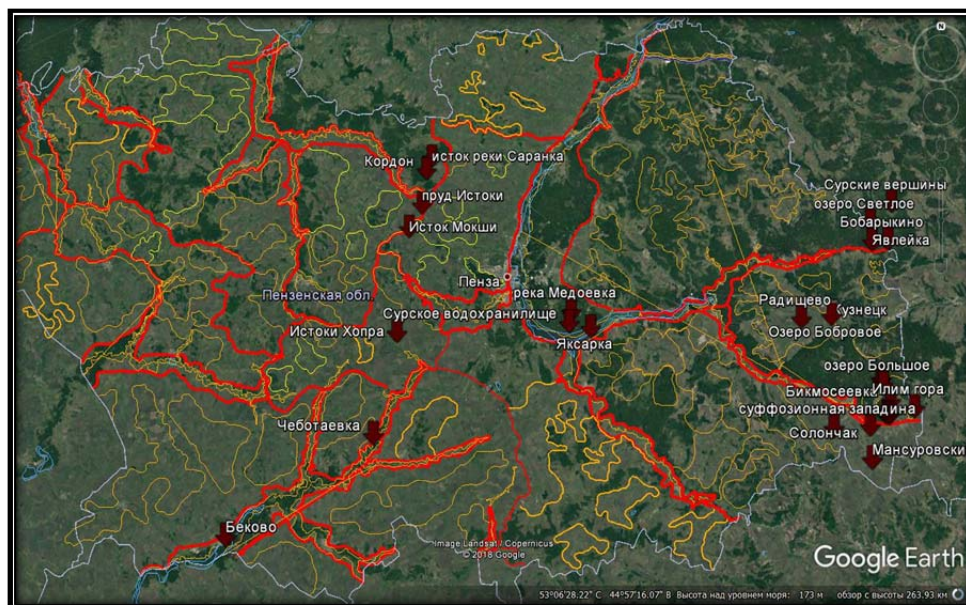 N
Кордон
исток реки Саранка
пруд Истоки
Исток Мокши
Сурские вершины
озеро Светлое
Бобарыкино
Явлейка
Пенза
река Медоевка
Пензенская обл.
Сурское водохранилище
Радищево
Кузнецк
Истоки Хопра
Озеро Бобровое
Яксарка
озеро Большое
Бикмосеевка
Илим гора
суффозионная западина
Чеботаевка
Солончак
Мансуровски
Беково
Image Landsat / Copernicus
© 2018 Google
Google Earth
53°06'28.22" С 44°57'16.07" В Высота над уровнем моря: 173 м обзор с высоты 263.93 км